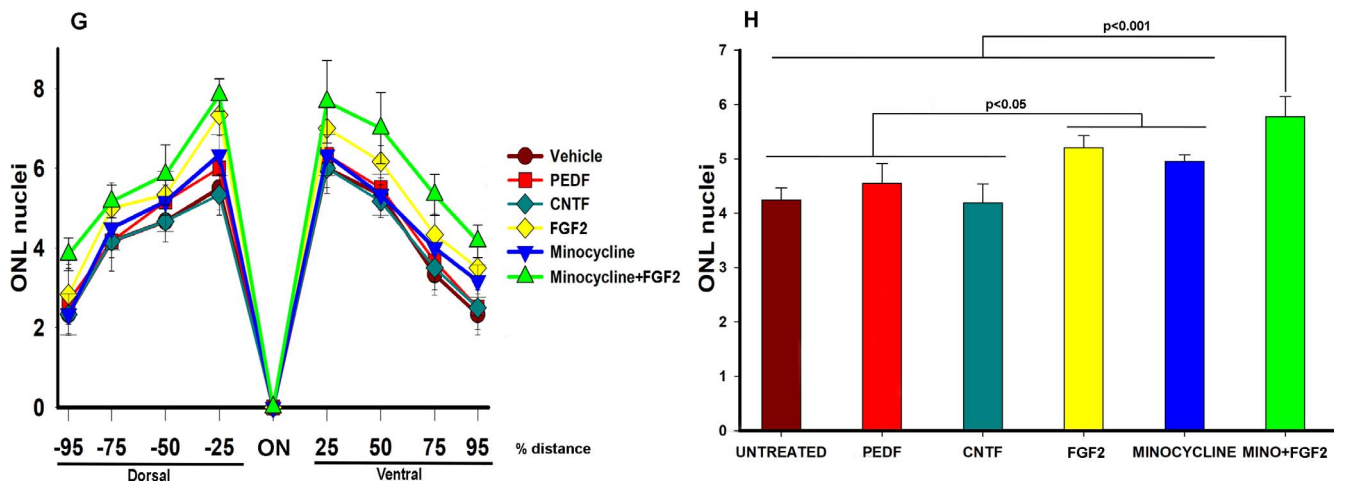 G
ONL nuclei
8
6
4
2
0
-95 -75 -50 -25 ON 25 50 75 95 % distance
Dorsal Ventral
Vehicle
PEDF
CNTF
FGF2
Minocycline
Minocycline+FGF2
H
p<0.001
p<0.05
ONL nuclei
7
6
5
4
3
2
1
0
UNTREATED PEDF CNTF FGF2 MINOCYCLINE MINO+FGF2